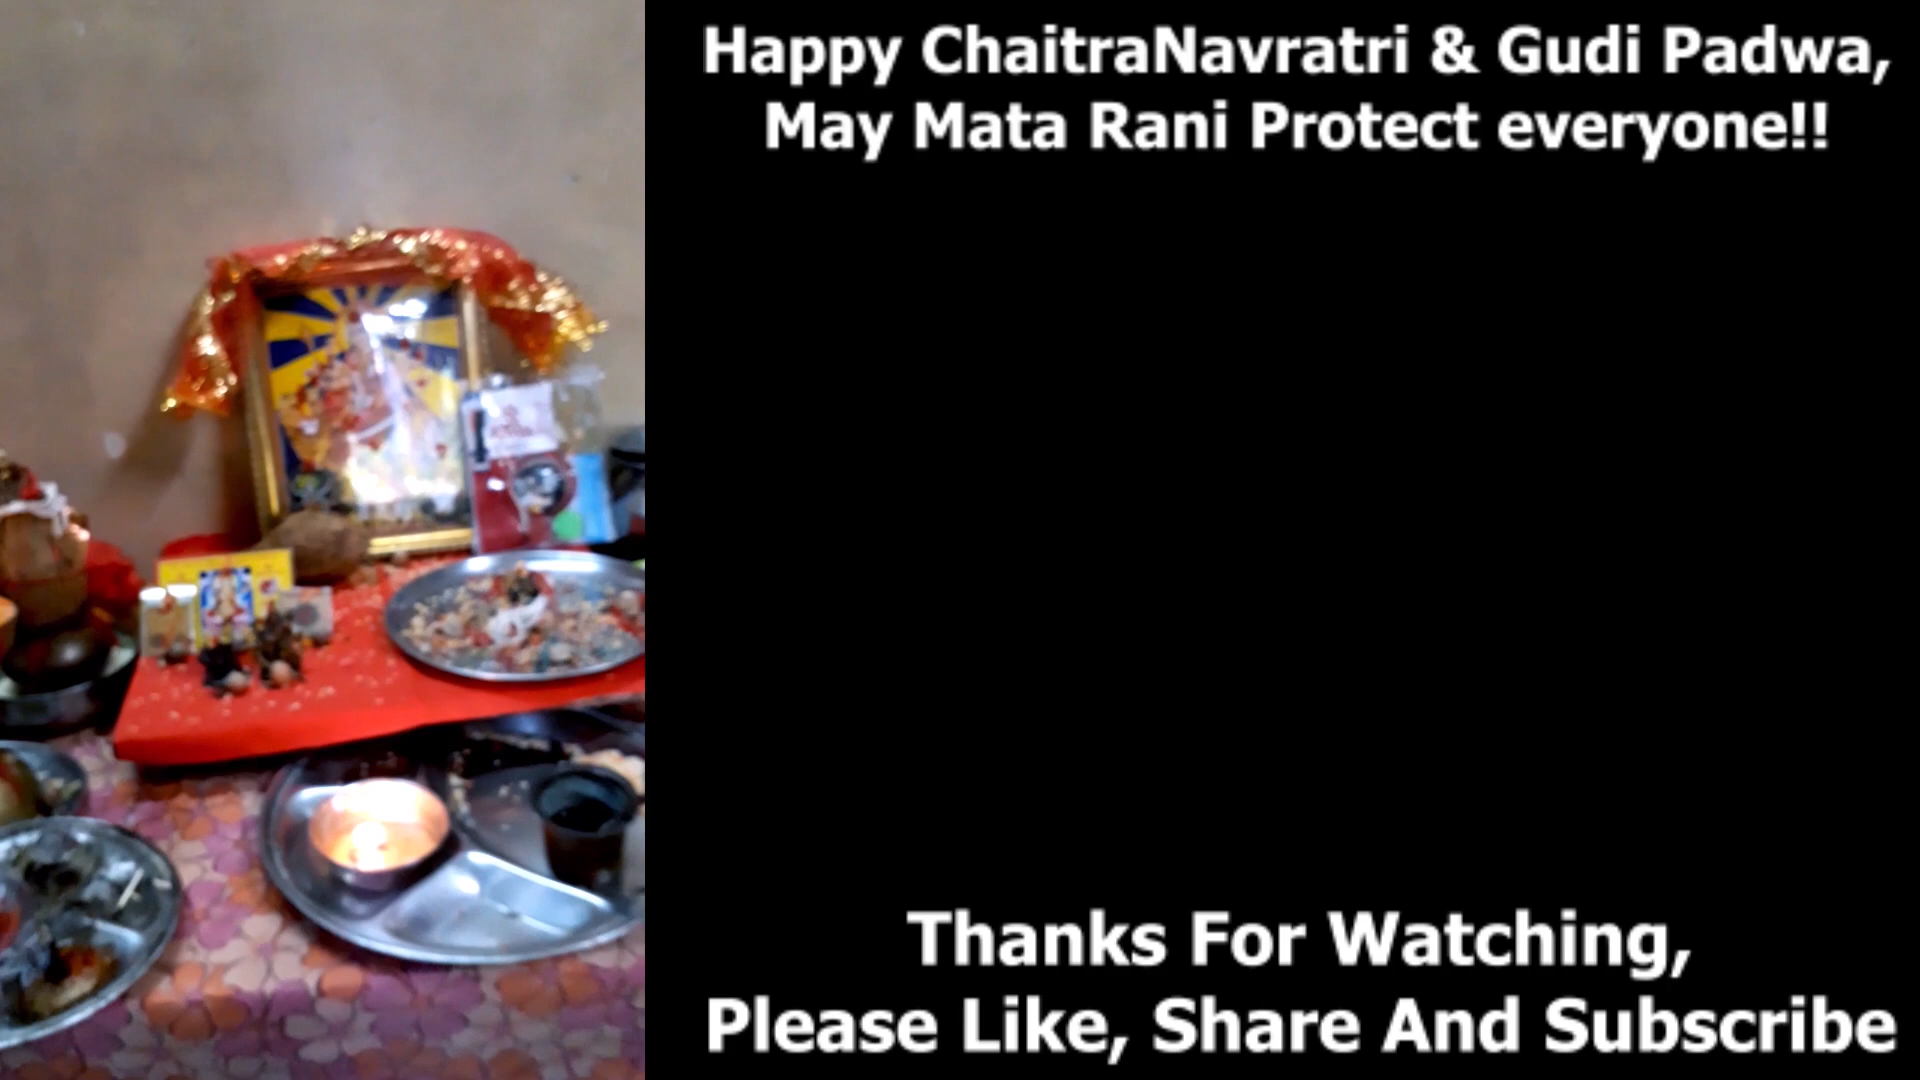 Happy ChaitraNavratri & Gudi Padwa,
May Mata Rani Protect everyone!!
Thanks For Watching,
Please Like, Share And Subscribe